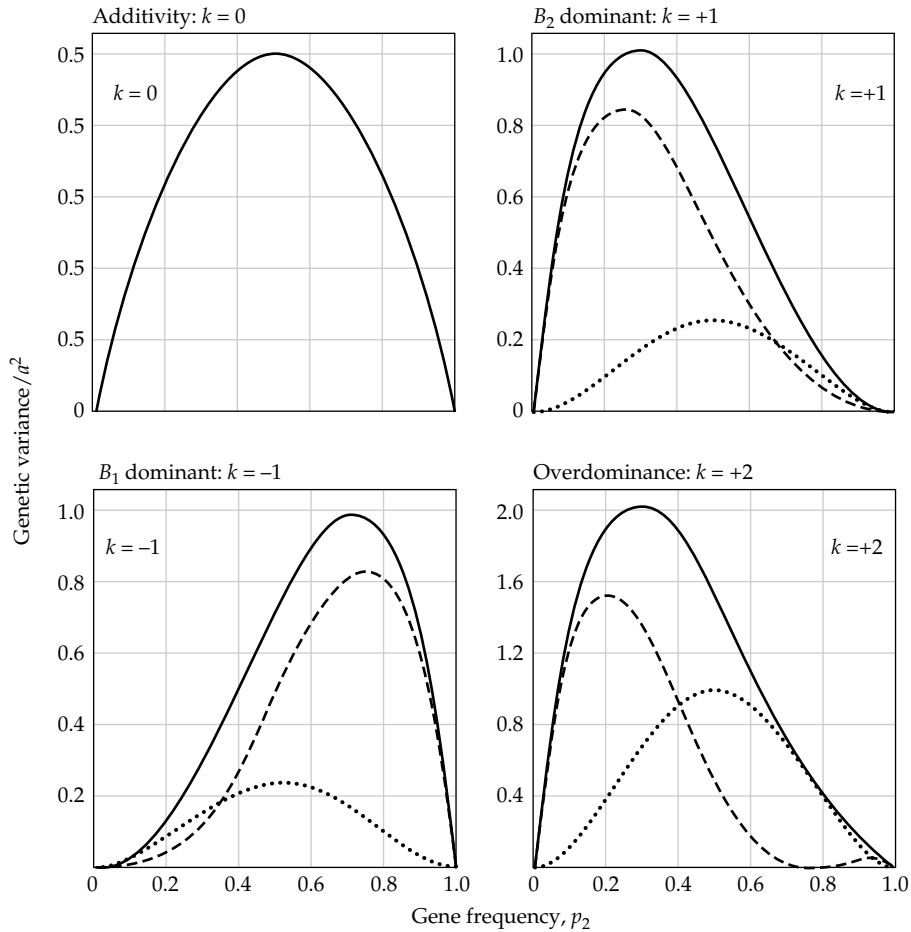 Additivity: k = 0
B₂ dominant: k = +1
0.5
0.5
0.5
0.5
0.5
0
k = 0
1.0
0.8
0.6
0.4
0.2
0
k =+1
Genetic variance/a²
B₁ dominant: k = –1
Overdominance: k = +2
1.0
0.8
0.6
0.4
0.2
k = –1
2.0
1.6
1.2
0.8
0.4
k =+2
0 0.2 0.4 0.6 0.8 1.0
0 0.2 0.4 0.6 0.8 1.0
Gene frequency, p₂